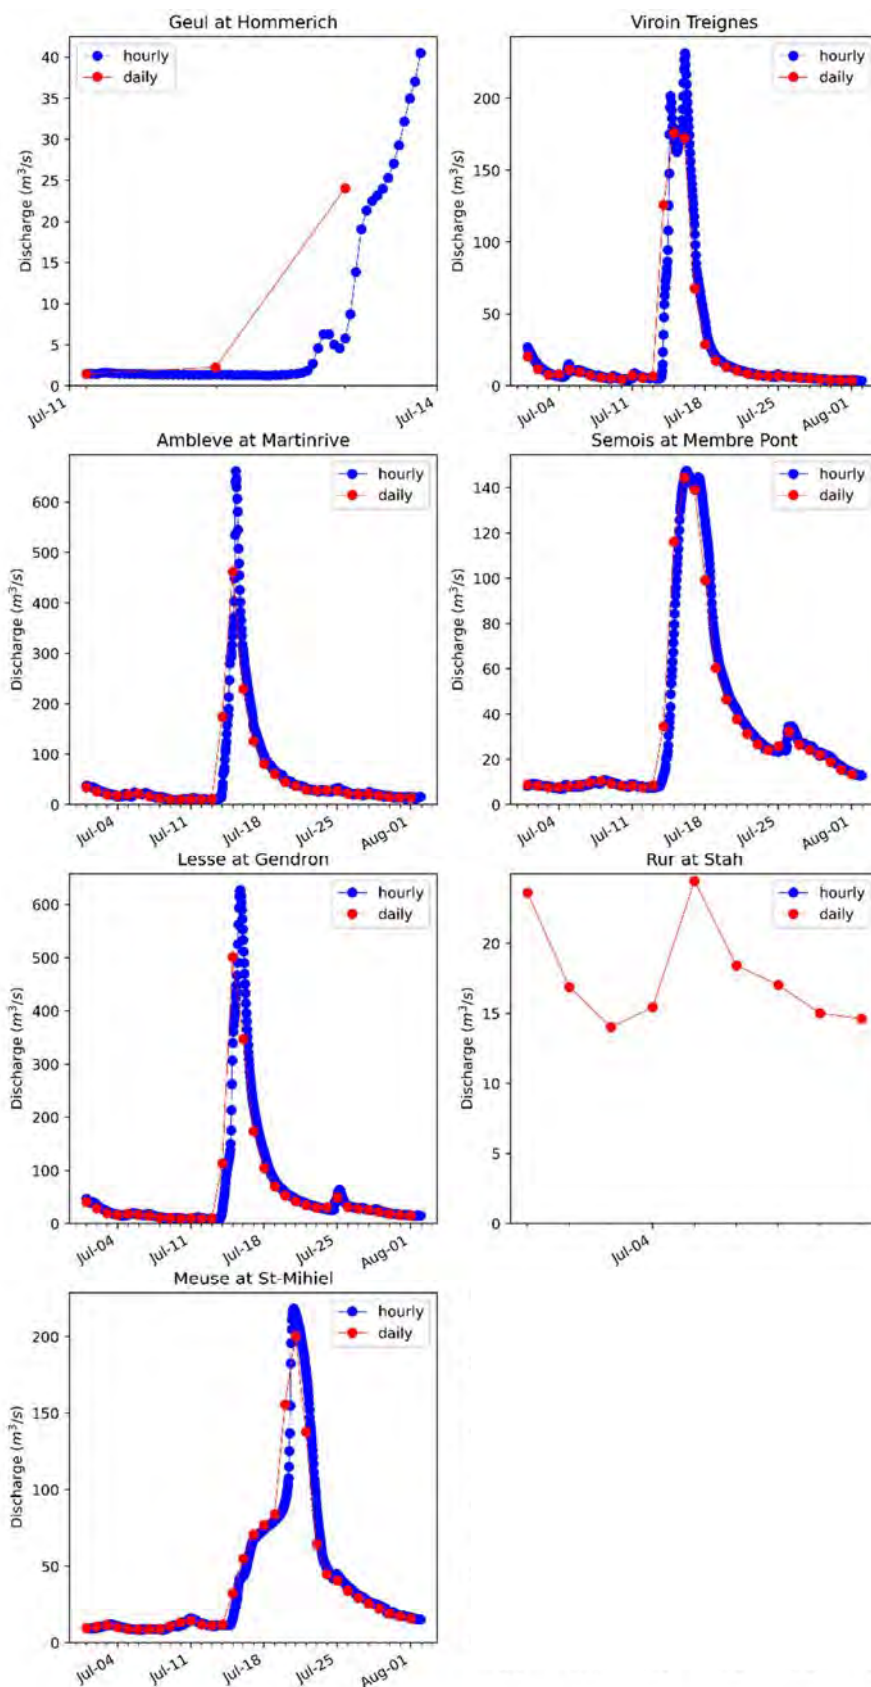 Geul at Hommerich
hourly
daily
40
35
30
25
20
15
10
5
0
Discharge (m³/s)
Jul-11
Jul-14
Viroin Treignes
hourly
daily
200
150
100
50
0
Discharge (m³/s)
Jul-04
Jul-11
Jul-18
Jul-25
Aug-01
Ambleve at Martinrive
hourly
daily
600
500
400
300
200
100
0
Discharge (m³/s)
Jul-04
Jul-11
Jul-18
Jul-25
Aug-01
Semois at Membre Pont
hourly
daily
140
120
100
80
60
40
20
0
Discharge (m³/s)
Jul-04
Jul-11
Jul-18
Jul-25
Aug-01
Lesse at Gendron
hourly
daily
600
500
400
300
200
100
0
Discharge (m³/s)
Jul-04
Jul-11
Jul-18
Jul-25
Aug-01
Rur at Stah
hourly
daily
20
15
10
5
0
Discharge (m³/s)
Jul-04
Meuse at St-Mihiel
hourly
daily
200
150
100
50
0
Discharge (m³/s)
Jul-04
Jul-11
Jul-18
Jul-25
Aug-01